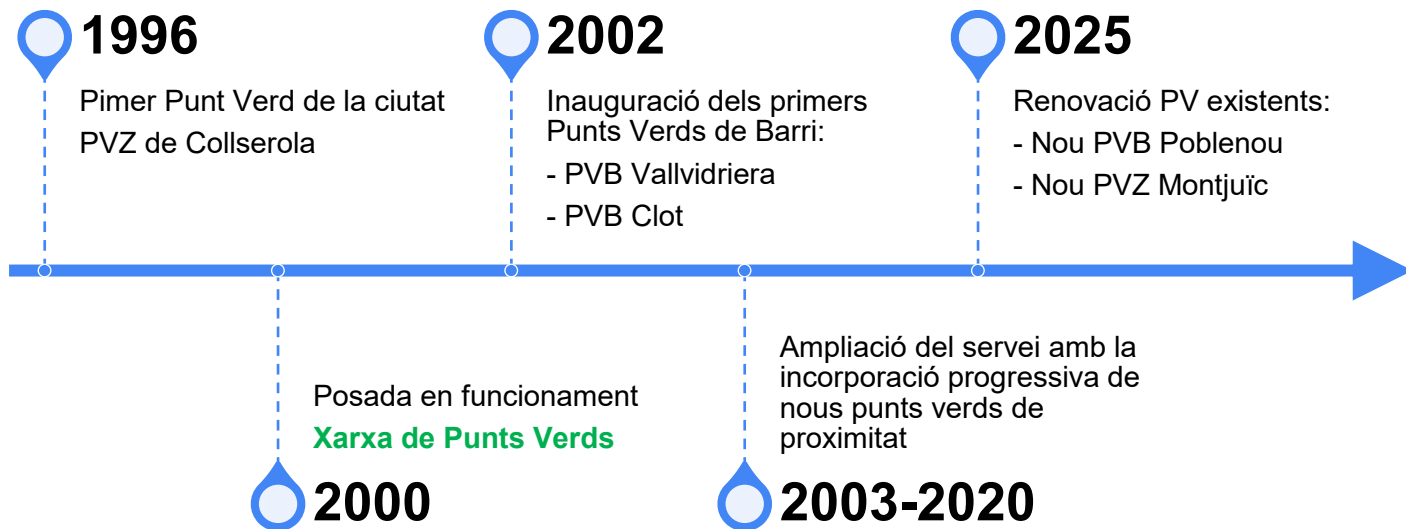 1996
Pimer Punt Verd de la ciutat
PVZ de Collserola
2002
Inauguració dels primers
Punts Verds de Barri:
- PVB Vallvidriera
- PVB Clot
2025
Renovació PV existents:
- Nou PVB Poblenou
- Nou PVZ Montjuïc
Posada en funcionament
Xarxa de Punts Verds
2000
Ampliació del servei amb la
incorporació progressiva de
nous punts verds de
proximitat
2003-2020